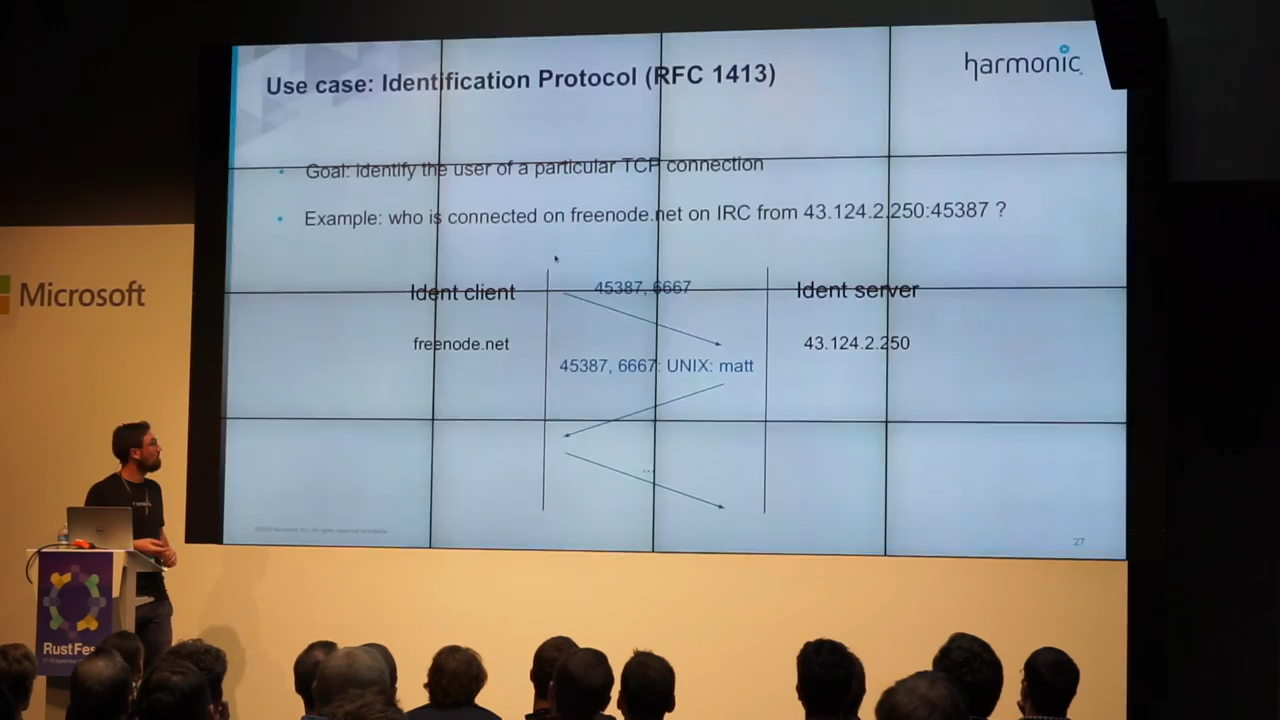 Use case: Identification Protocol (RFC 1413)
harmonic
Goal: Identify the user of a particular TCP connection
Example: who is connected on freenode.net on IRC from 43.124.2.250:45387 ?
Ident client
45387, 6667
Ident server
freenode.net
43.124.2.250
45387, 6667: UNIX: matt
...
27
Microsoft
RustFes